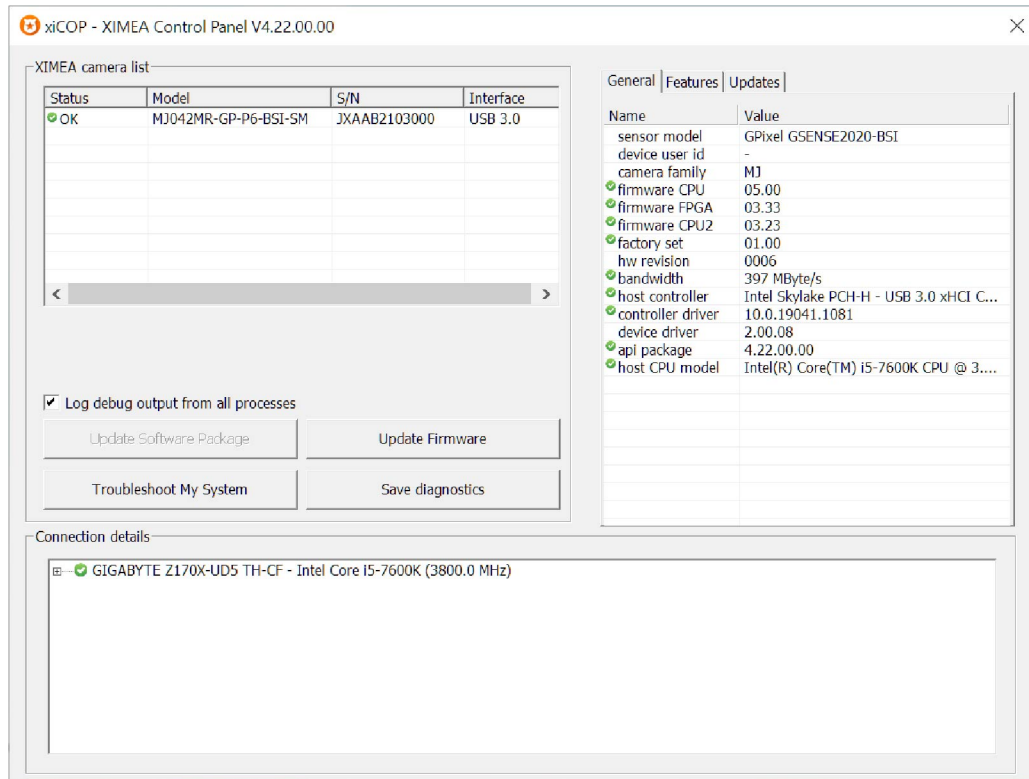 xiCOP - XIMEA Control Panel V4.22.00.00
XIMEA camera list
Status Model S/N Interface
OK MJ042MR-GP-P6-BSI-SM JXAAB2103000 USB 3.0
Log debug output from all processes
Update Software Package Update Firmware
Troubleshoot My System Save diagnostics
General Features Updates
Name Value
sensor model GPixel GSENSE2020-BSI
device user id -
camera family MJ
firmware CPU 05.00
firmware FPGA 03.33
firmware CPU2 03.23
factory set 01.00
hw revision 0006
bandwidth 397 MByte/s
host controller Intel Skylake PCH-H - USB 3.0 xHCI C...
controller driver 10.0.19041.1081
device driver 2.00.08
api package 4.22.00.00
host CPU model Intel(R) Core(TM) i5-7600K CPU @ 3....
Connection details
GIGABYTE Z170X-UD5 TH-CF - Intel Core i5-7600K (3800.0 MHz)